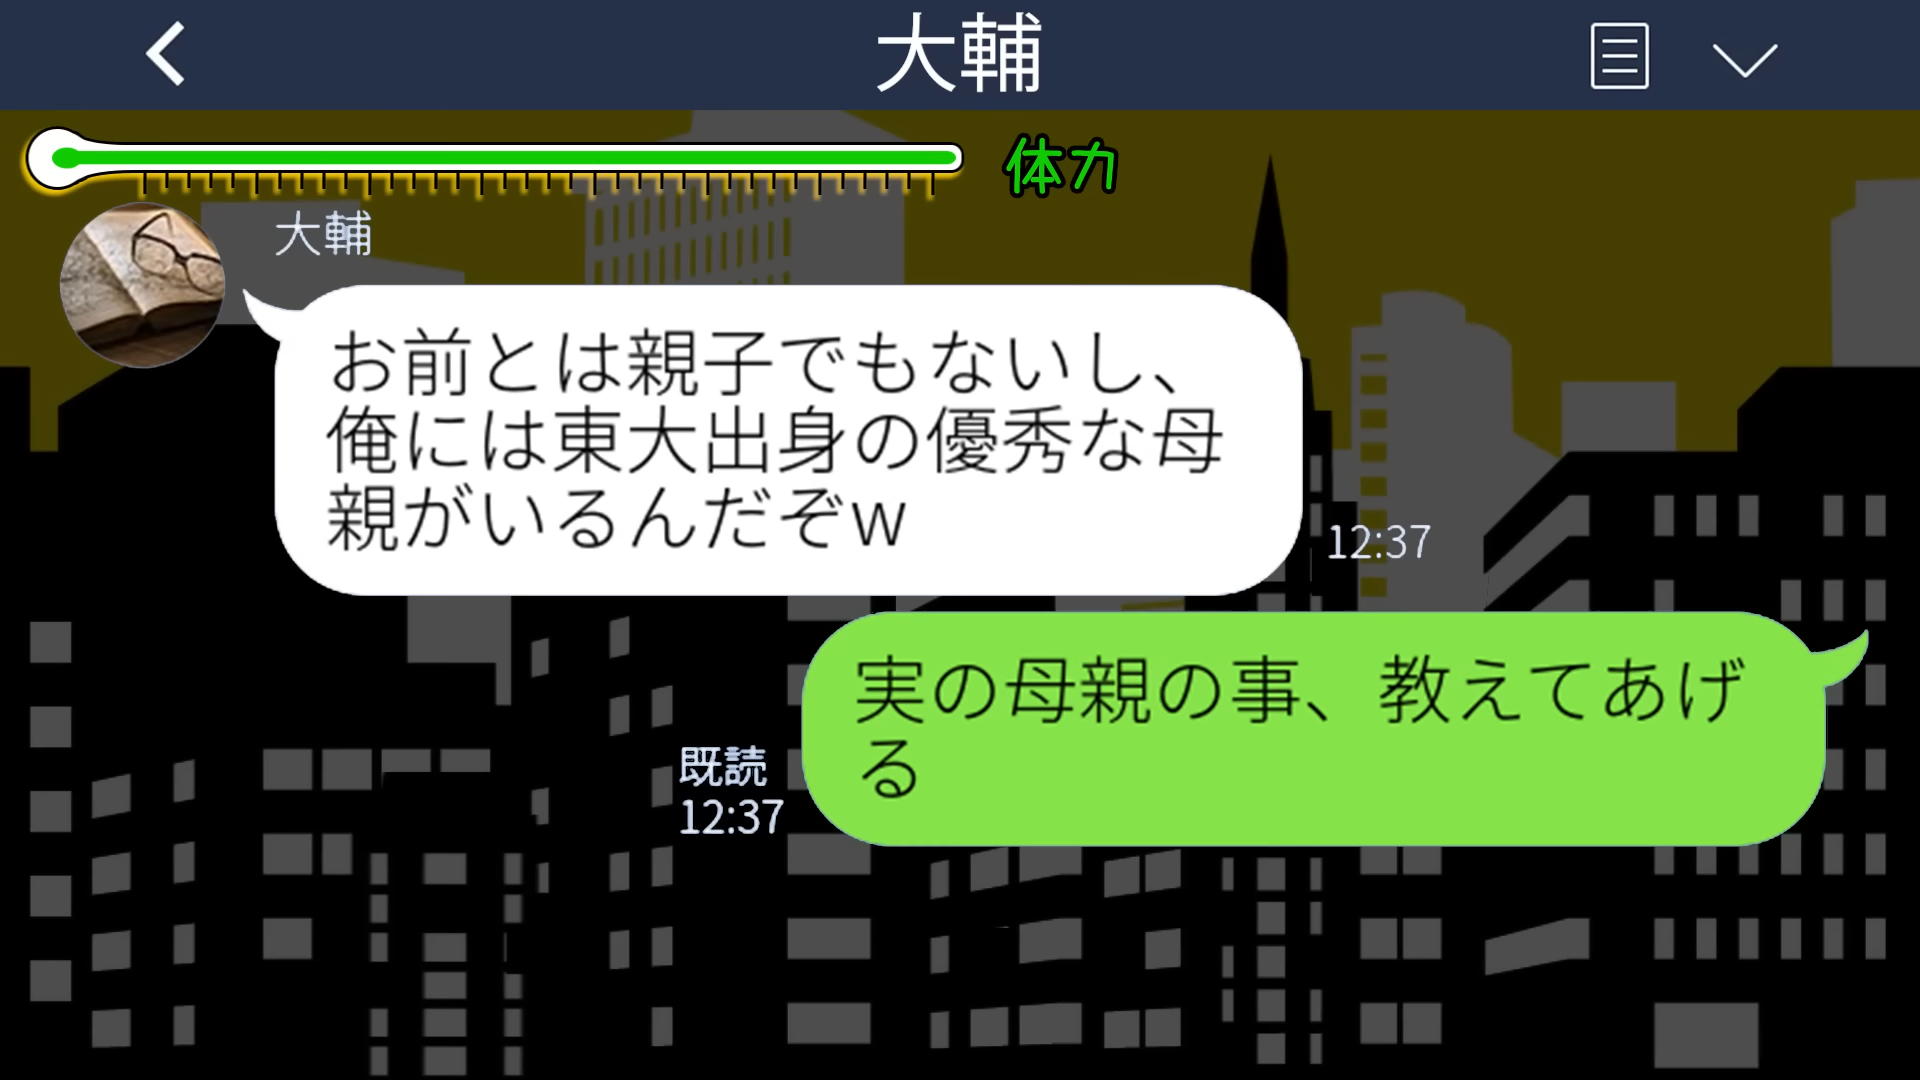 大輔
体力
大輔
お前とは親子でもないし、
俺には東大出身の優秀な母
親がいるんだぞw
12:37
実の母親の事、教えてあげ
る
既読
12:37